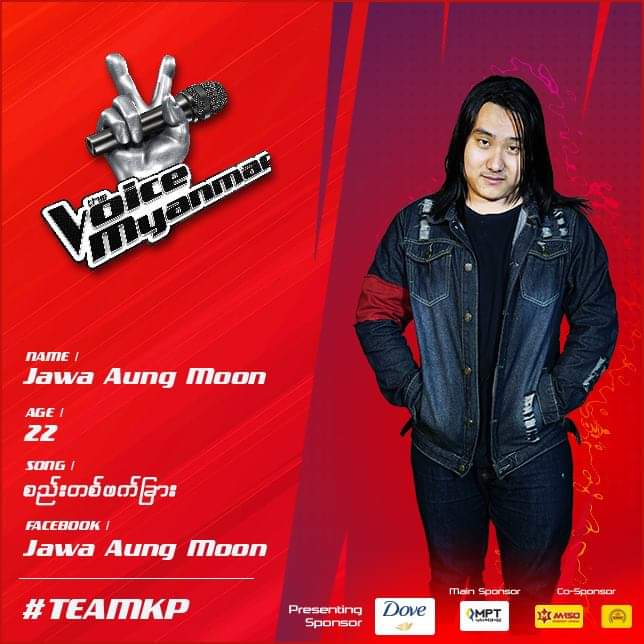 the
Voice
Myanmar
NAME |
Jawa Aung Moon
AGE |
22
SONG |
စည်းတစ်ဖက်ခြား
FACEBOOK |
Jawa Aung Moon
#TEAMKP
Presenting
Sponsor
Dove
Main Sponsor
MPT
Co-Sponsor